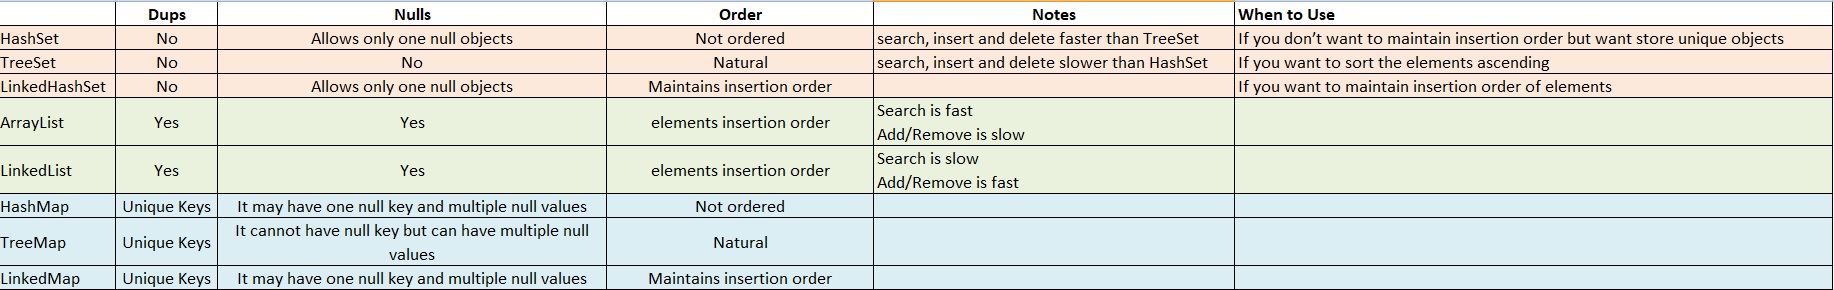 Dups Nulls Order Notes When to Use
HashSet No Allows only one null objects Not ordered search, insert and delete faster than TreeSet If you don't want to maintain insertion order but want store unique objects
TreeSet No No Natural search, insert and delete slower than HashSet If you want to sort the elements ascending
LinkedHashSet No Allows only one null objects Maintains insertion order If you want to maintain insertion order of elements
ArrayList Yes Yes elements insertion order Search is fast
Add/Remove is slow
LinkedList Yes Yes elements insertion order Search is slow
Add/Remove is fast
HashMap Unique Keys It may have one null key and multiple null values Not ordered
TreeMap Unique Keys It cannot have null key but can have multiple null
values Natural
LinkedMap Unique Keys It may have one null key and multiple null values Maintains insertion order